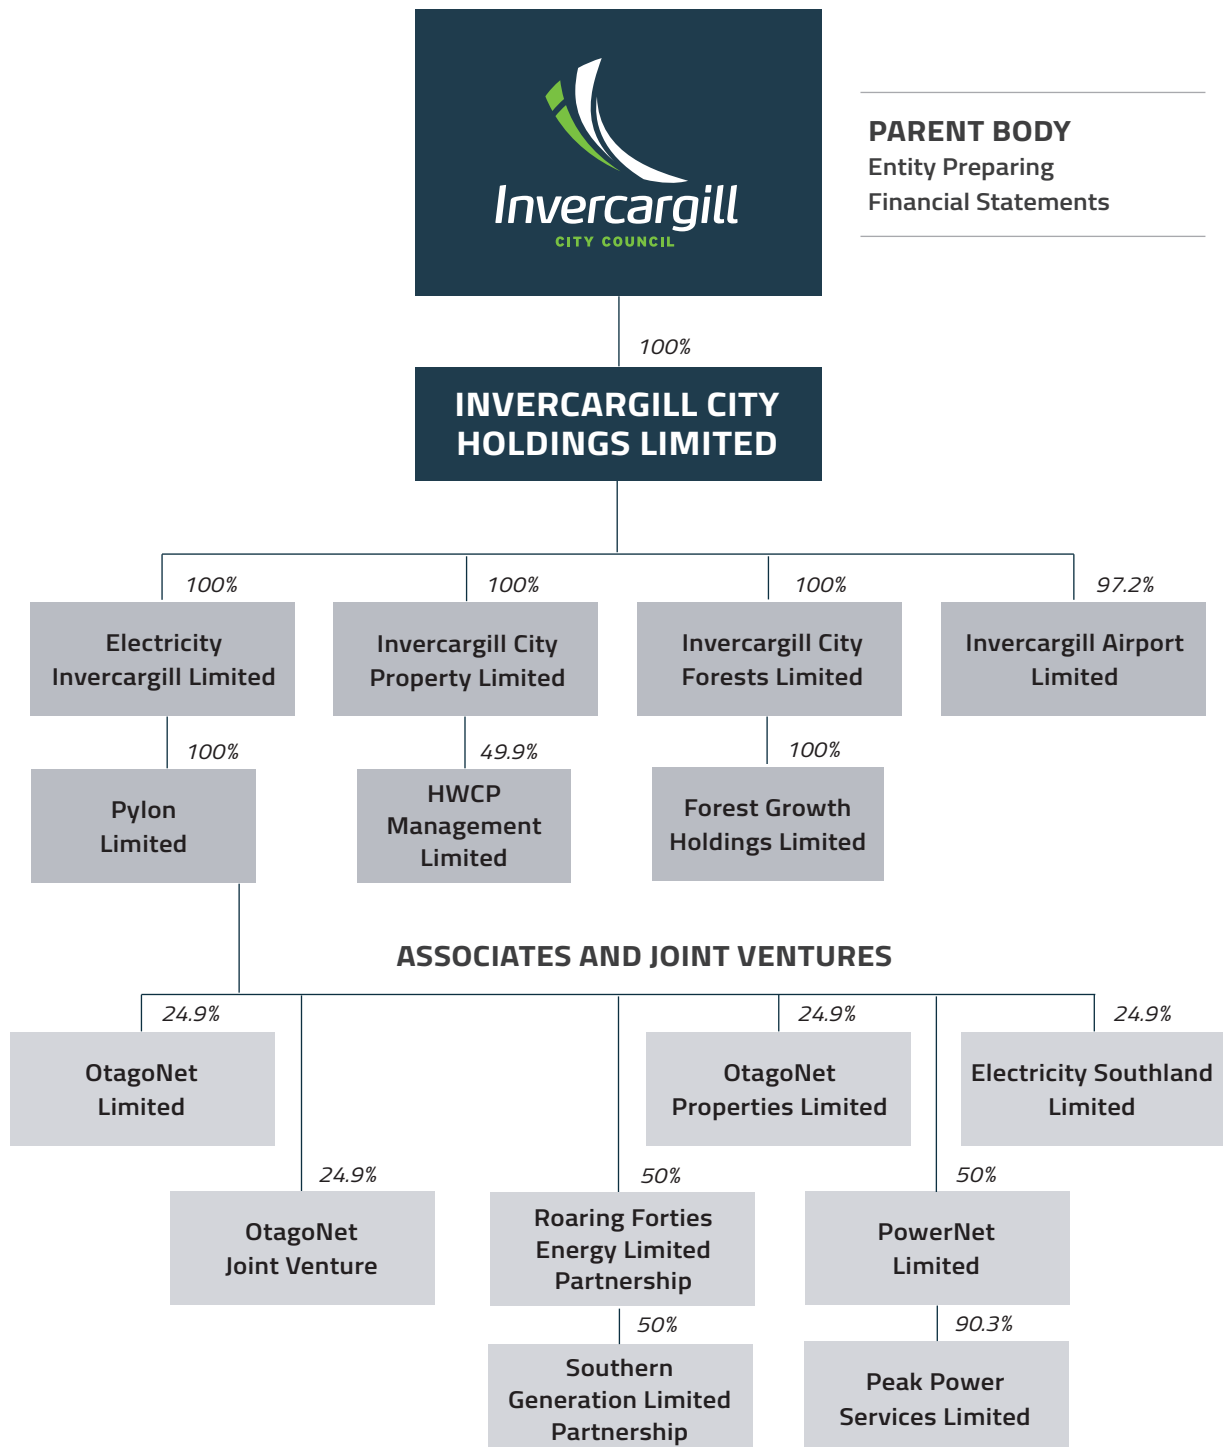 Invercargill
CITY COUNCIL
PARENT BODY
Entity Preparing
Financial Statements
100%
INVERCARGILL CITY
HOLDINGS LIMITED
100%
100%
100%
97.2%
Electricity
Invercargill Limited
Invercargill City
Property Limited
Invercargill City
Forests Limited
Invercargill Airport
Limited
100%
49.9%
100%
Pylon
Limited
HWCP
Management
Limited
Forest Growth
Holdings Limited
ASSOCIATES AND JOINT VENTURES
24.9%
24.9%
24.9%
OtagoNet
Limited
OtagoNet
Properties Limited
Electricity Southland
Limited
24.9%
50%
50%
OtagoNet
Joint Venture
Roaring Forties
Energy Limited
Partnership
PowerNet
Limited
50%
90.3%
Southern
Generation Limited
Partnership
Peak Power
Services Limited